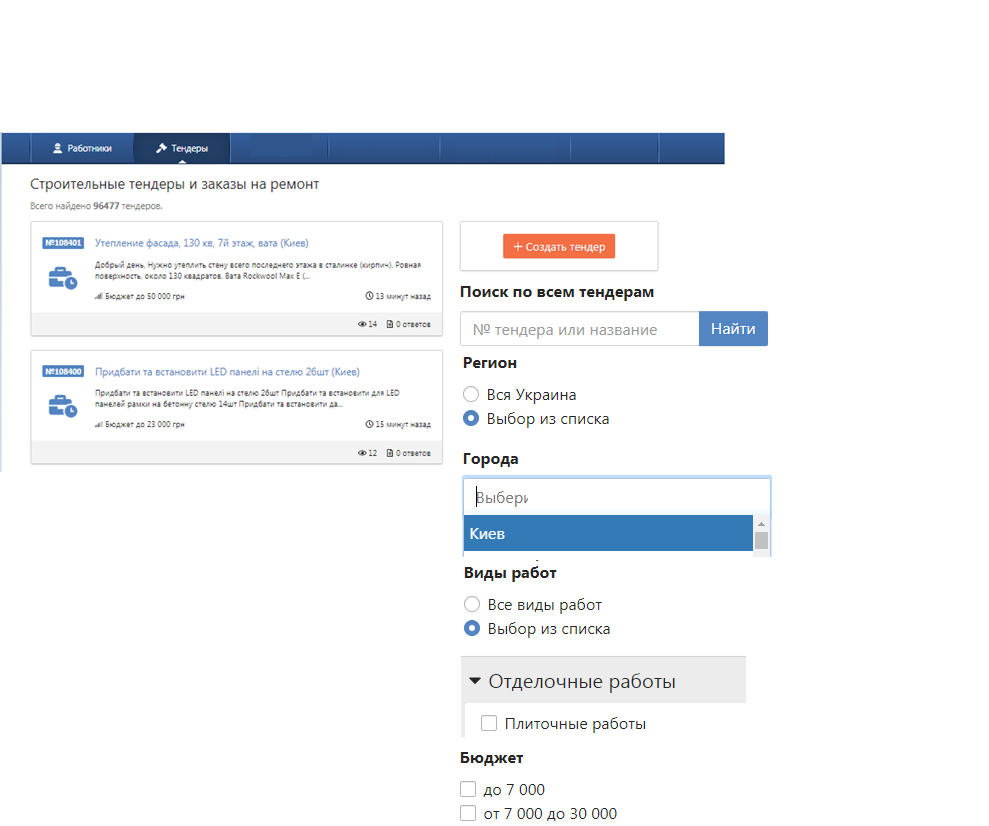 Работники
Тендеры
Строительные тендеры и заказы на ремонт
Всего найдено 96477 тендеров.
№108401
Утепление фасада, 130 кв, 7й этаж, вата (Киев)
Добрый день, Нужно утеплить стену всего последнего этажа в сталинке (кирпич). Ровная
поверхность, около 130 квадратов. Вата Rockwool Max E (...
Бюджет до 50 000 грн
13 минут назад
14
0 ответов
№108400
Придбати та встановити LED панелі на стелю 26шт (Киев)
Придбати та встановити LED панелі на стелю 26шт Придбати та встановити для LED
панелей рамки на бетонну стелю 14шт Придбати та встановити да...
Бюджет до 23 000 грн
15 минут назад
12
0 ответов
+ Создать тендер
Поиск по всем тендерам
№ тендера или название
Найти
Регион
Вся Украина
Выбор из списка
Города
Выбери
Киев
Виды работ
Все виды работ
Выбор из списка
Отделочные работы
Плиточные работы
Бюджет
до 7 000
от 7 000 до 30 000